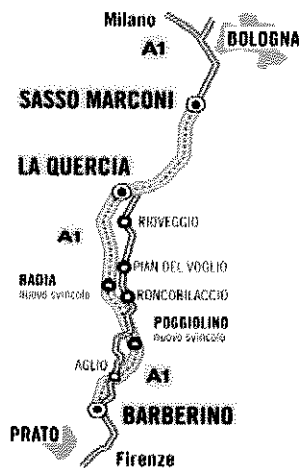 Milano
A1
BOLOGNA
SASSO MARCONI
LA QUERCIA
RIOVEGGIO
A1
PIAN DEL VOGLIO
BADIA
nuovo svincolo
RONCOBILACCIO
POGGIOLINO
nuovo svincolo
AGLIO
A1
BARBERINO
PRATO
Firenze